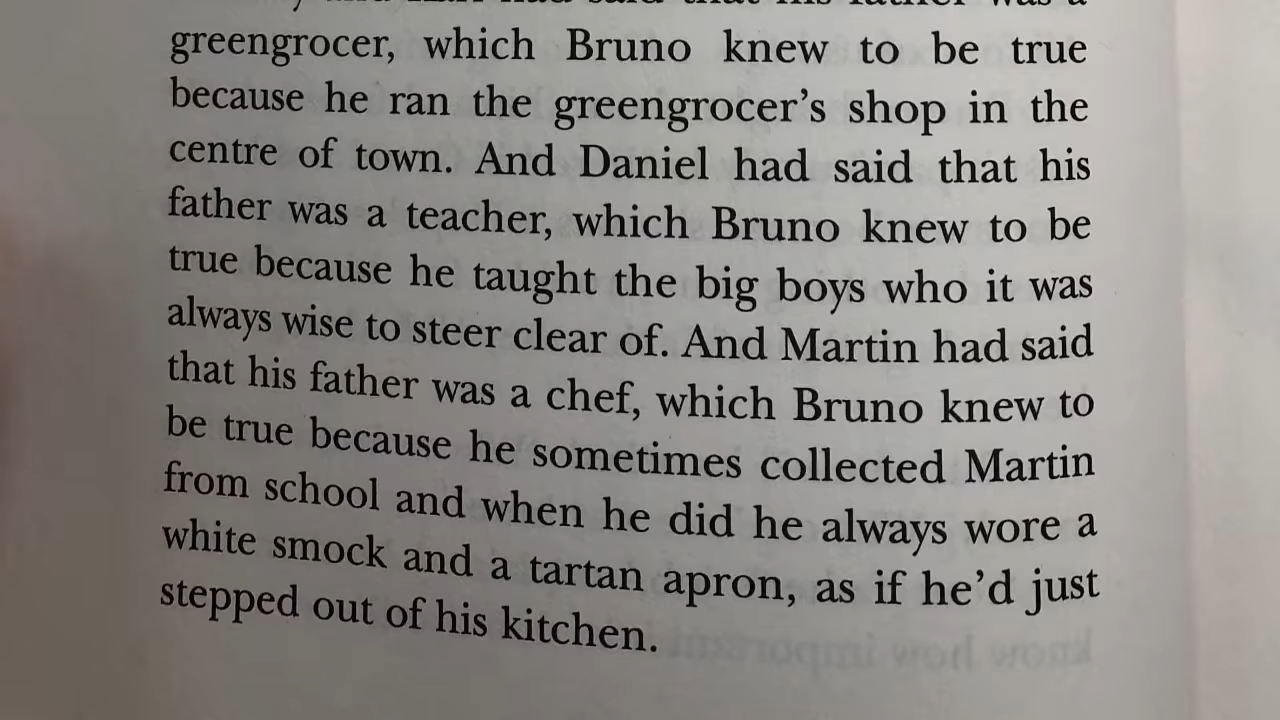 greengrocer, which Bruno knew to be true
because he ran the greengrocer's shop in the
centre of town. And Daniel had said that his
father was a teacher, which Bruno knew to be
true because he taught the big boys who it was
always wise to steer clear of. And Martin had said
that his father was a chef, which Bruno knew to
be true because he sometimes collected Martin
from school and when he did he always wore a
white smock and a tartan apron, as if he'd just
stepped out of his kitchen.